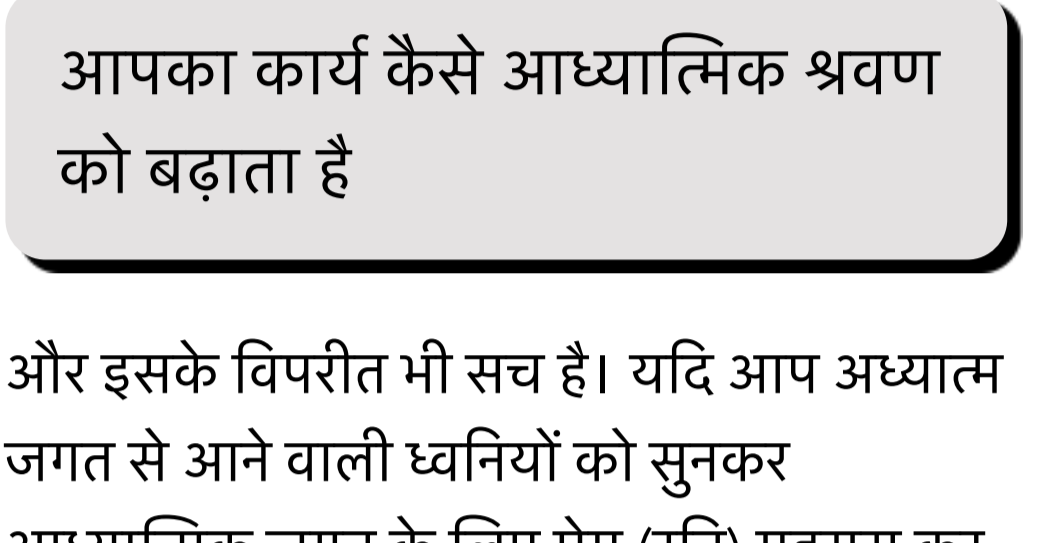 आपका कार्य कैसे आध्यात्मिक श्रवण
को बढ़ाता है
और इसके विपरीत भी सच है। यदि आप अध्यात्म
जगत से आने वाली ध्वनियों को सुनकर